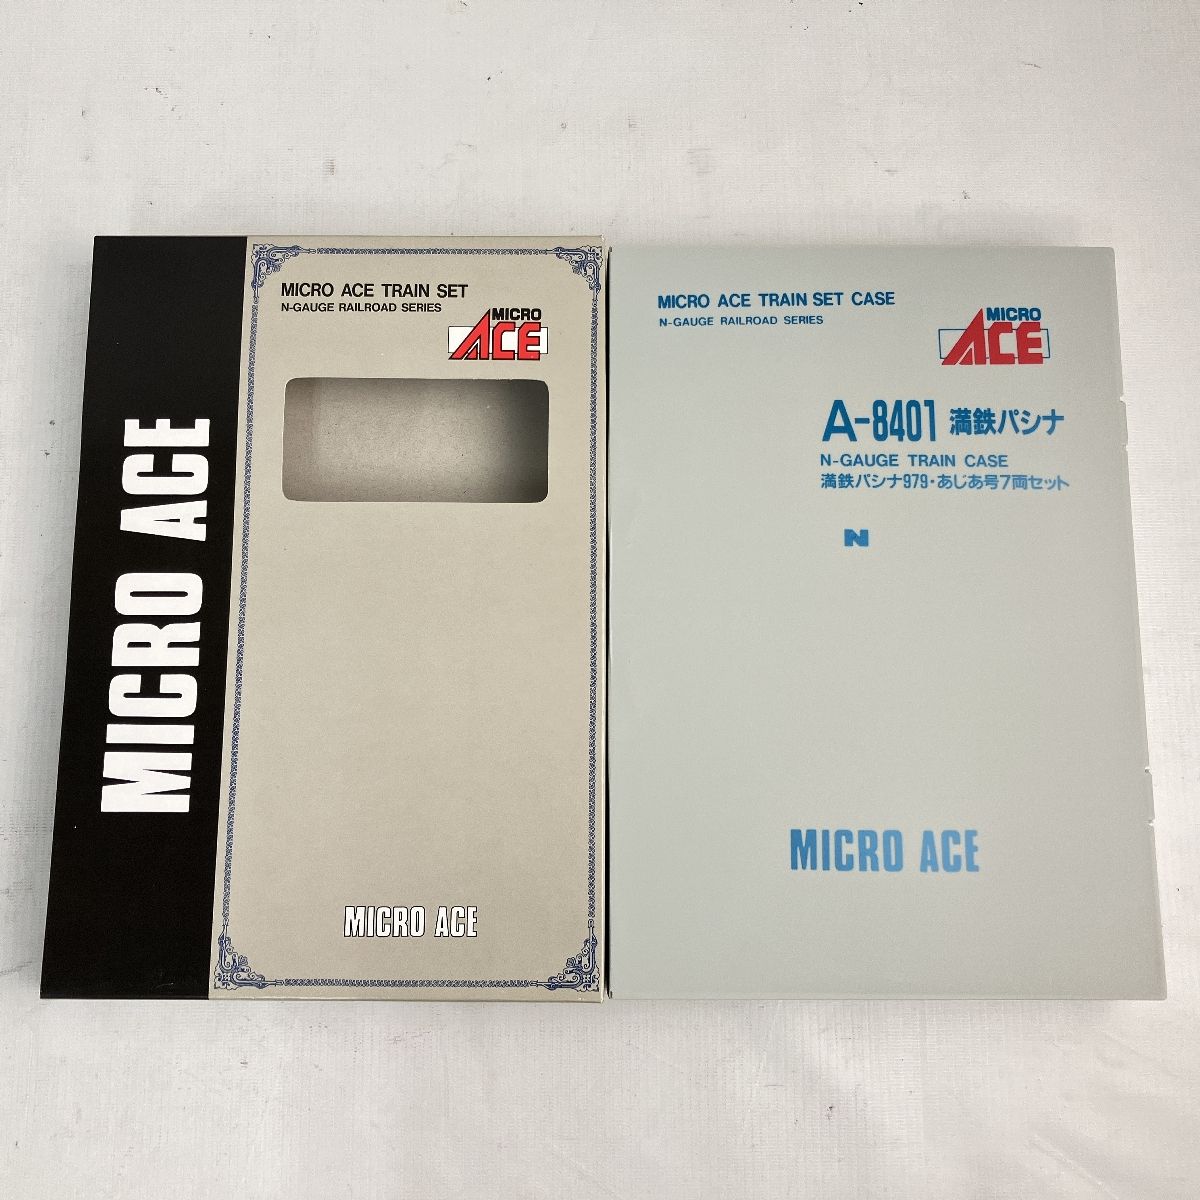 MICRO ACE
MICRO ACE TRAIN SET
N-GAUGE RAILROAD SERIES
MICRO
ACE
MICRO ACE
MICRO ACE TRAIN SET CASE
N-GAUGE RAILROAD SERIES
MICRO
ACE
A-8401 満鉄パシナ
N-GAUGE TRAIN CASE
満鉄パシナ979・あじあ号7両セット
N
MICRO ACE